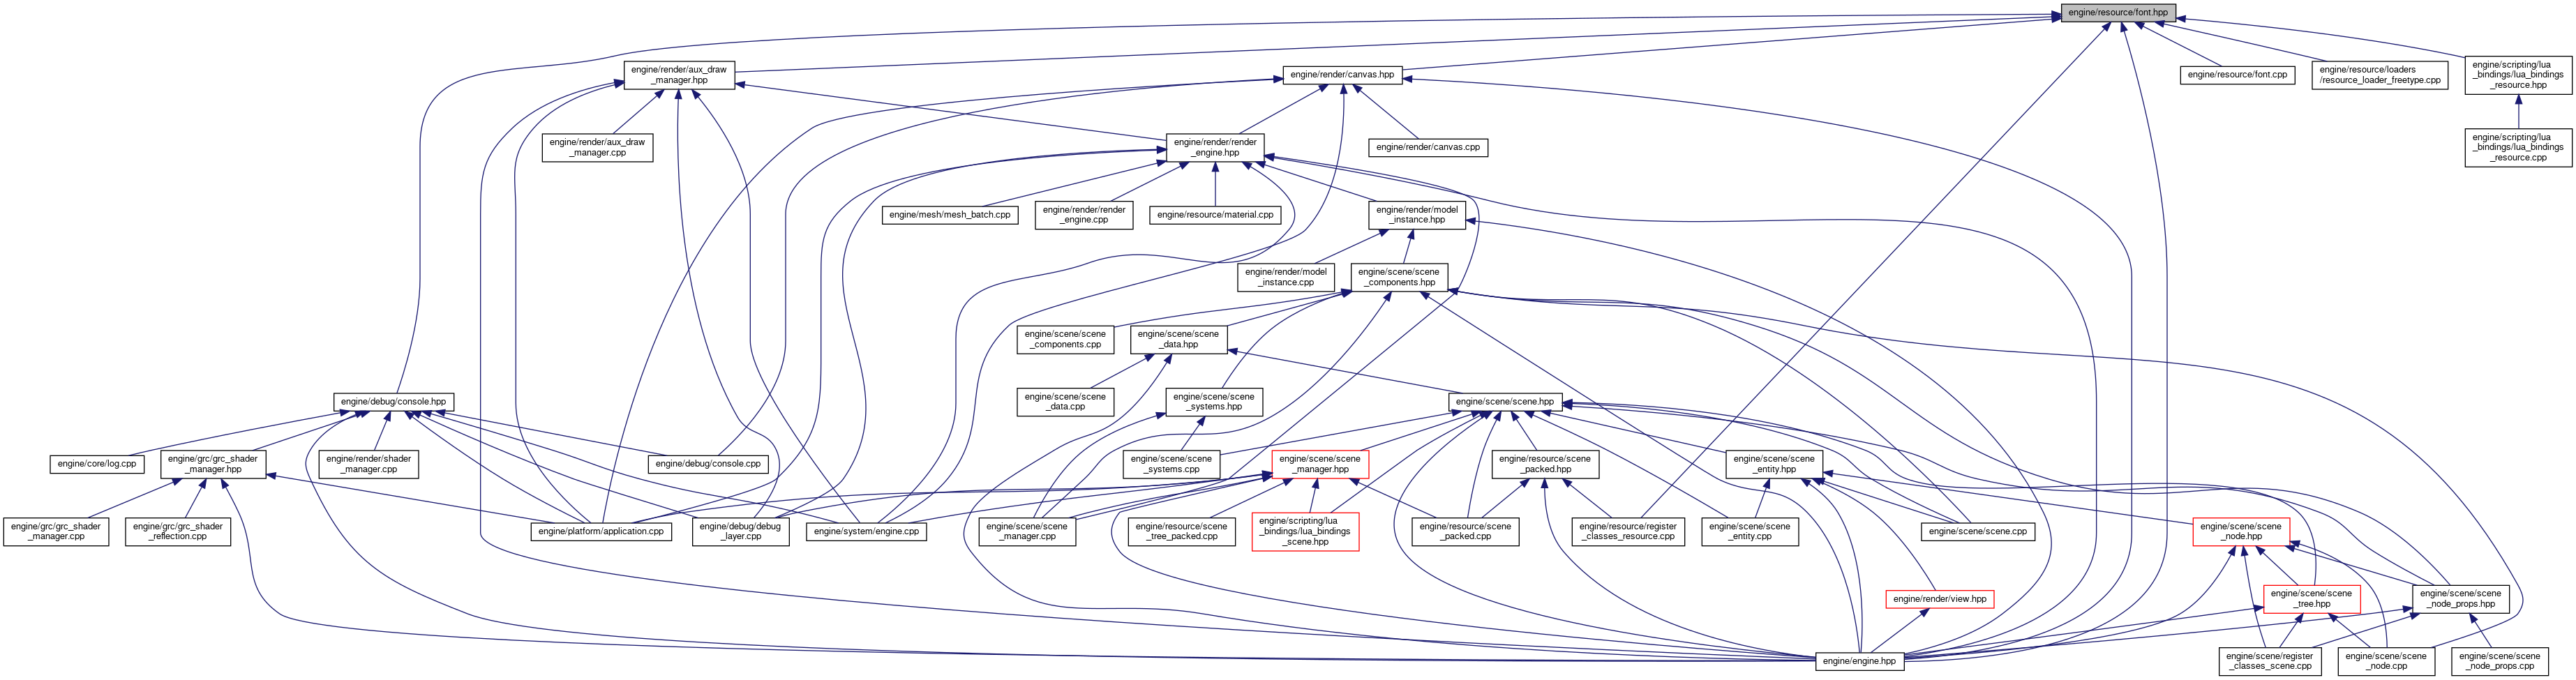 engine/resource/font.hpp
engine/render/aux_draw
_manager.hpp
engine/render/canvas.hpp
engine/resource/font.cpp
engine/resource/loaders
/resource_loader_freetype.cpp
engine/scripting/lua
_bindings/lua_bindings
_resource.hpp
engine/render/aux_draw
_manager.cpp
engine/render/render
_engine.hpp
engine/render/canvas.cpp
engine/scripting/lua
_bindings/lua_bindings
_resource.cpp
engine/mesh/mesh_batch.cpp
engine/render/render
_engine.cpp
engine/resource/material.cpp
engine/render/model
_instance.hpp
engine/render/model
_instance.cpp
engine/scene/scene
_components.hpp
engine/scene/scene
_components.cpp
engine/scene/scene
_data.hpp
engine/debug/console.hpp
engine/scene/scene
_data.cpp
engine/scene/scene
_systems.hpp
engine/scene/scene.hpp
engine/core/log.cpp
engine/grc/grc_shader
_manager.hpp
engine/render/shader
_manager.cpp
engine/debug/console.cpp
engine/scene/scene
_systems.cpp
engine/scene/scene
_manager.hpp
engine/resource/scene
_packed.hpp
engine/scene/scene
_entity.hpp
engine/grc/grc_shader
_manager.cpp
engine/grc/grc_shader
_reflection.cpp
engine/platform/application.cpp
engine/debug/debug
_layer.cpp
engine/system/engine.cpp
engine/scene/scene
_manager.cpp
engine/resource/scene
_tree_packed.cpp
engine/scripting/lua
_bindings/lua_bindings
_scene.hpp
engine/resource/scene
_packed.cpp
engine/resource/register
_classes_resource.cpp
engine/scene/scene
_entity.cpp
engine/scene/scene.cpp
engine/scene/scene
_node.hpp
engine/render/view.hpp
engine/scene/scene
_tree.hpp
engine/scene/scene
_node_props.hpp
engine/engine.hpp
engine/scene/register
_classes_scene.cpp
engine/scene/scene
_node.cpp
engine/scene/scene
_node_props.cpp